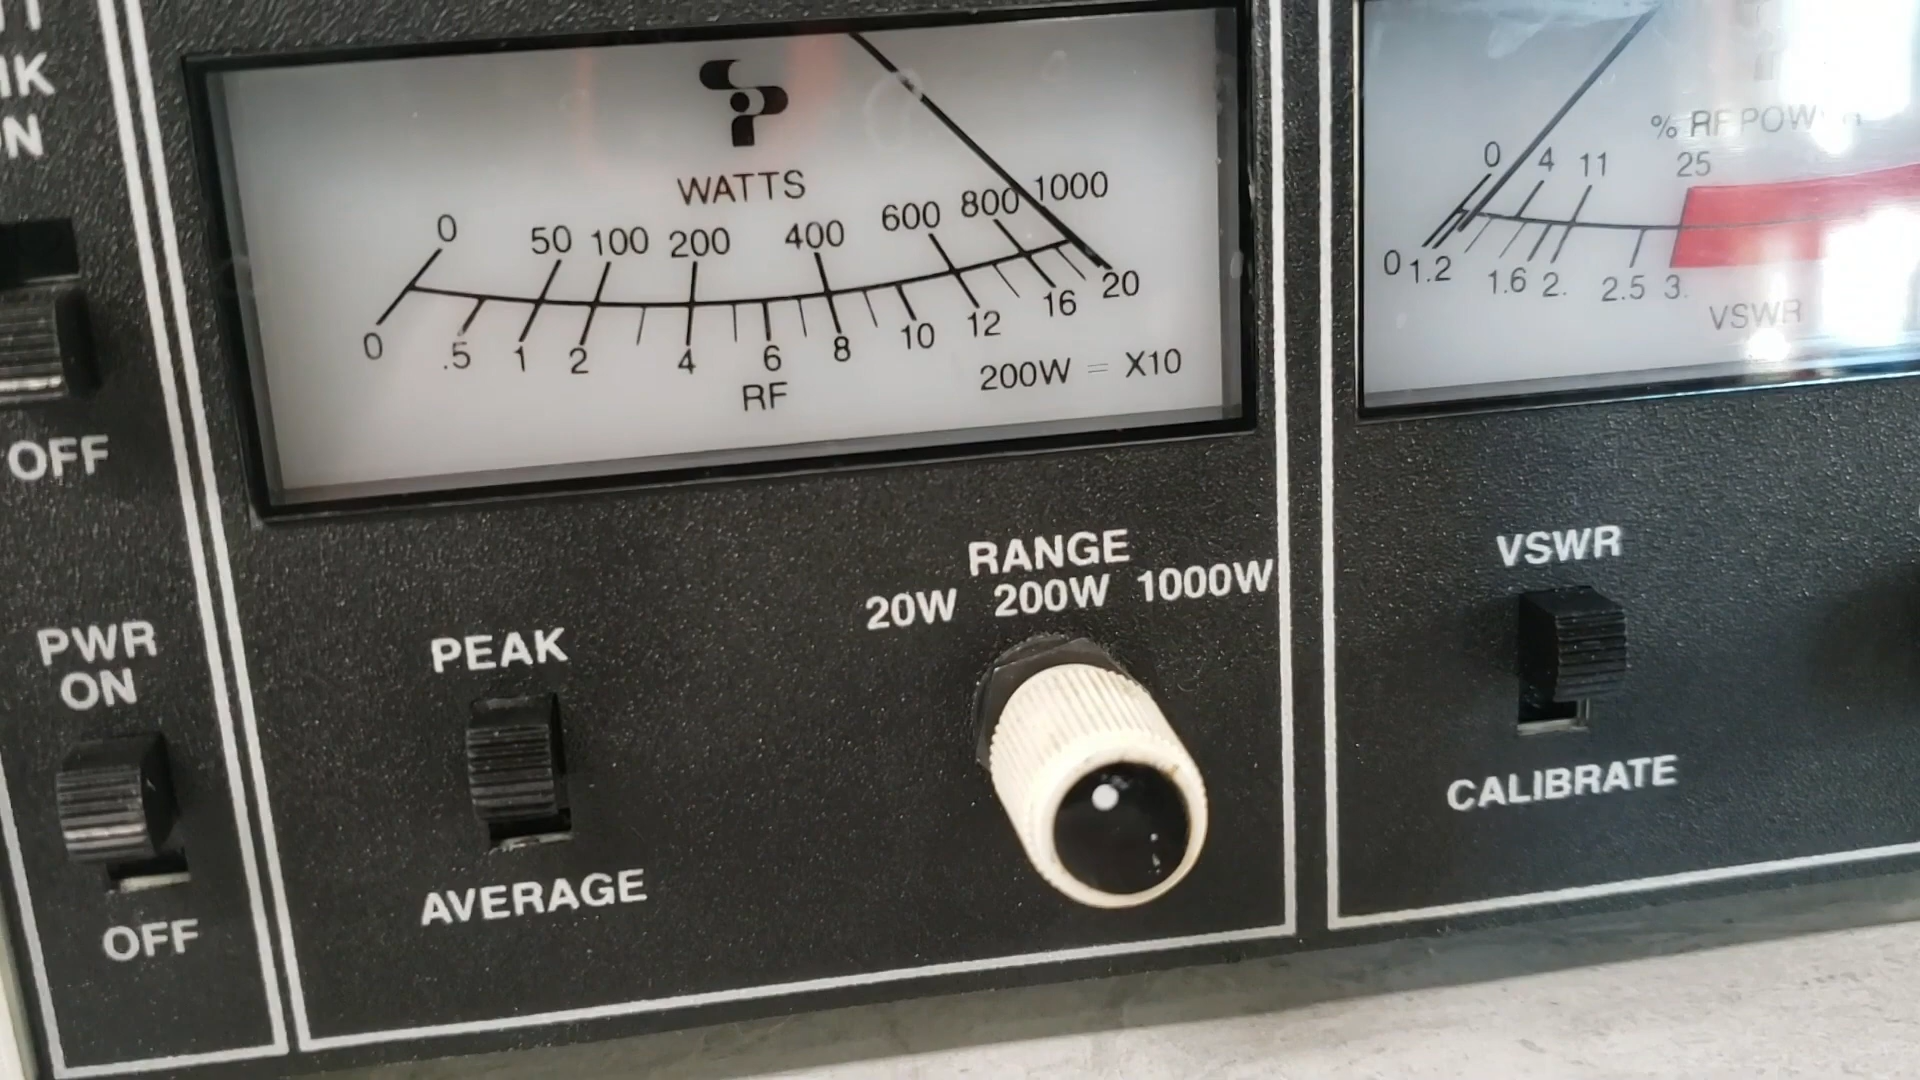 ON
OFF
PWR
ON
OFF
WATTS
0 50 100 200 400 600 800 1000
0 .5 1 2 4 6 8 10 12 16 20
RF
200W = X10
PEAK
AVERAGE
RANGE
20W 200W 1000W
% RF POWER
0 4 11 25
0 1.2 1.6 2. 2.5 3.
VSWR
VSWR
CALIBRATE